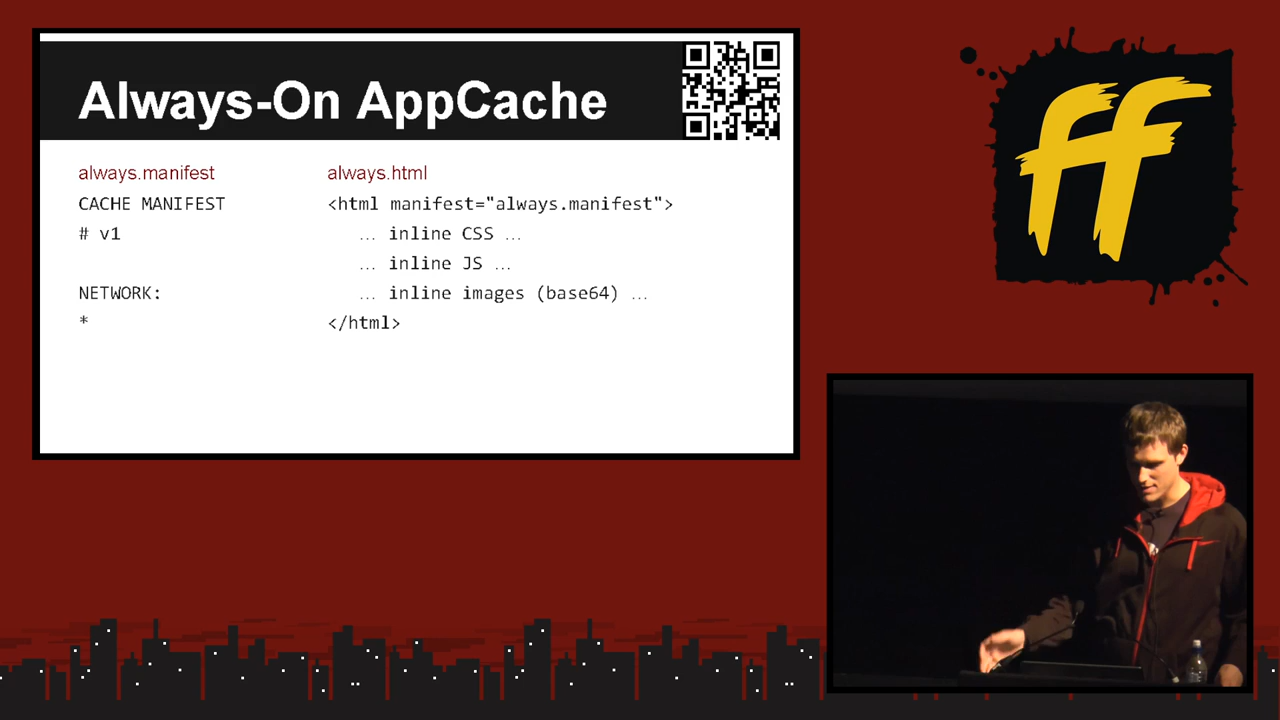 Always-On AppCache
always.manifest
CACHE MANIFEST
# v1
NETWORK:
*
always.html
<html manifest="always.manifest">
… inline CSS …
… inline JS …
… inline images (base64) …
</html>
ff